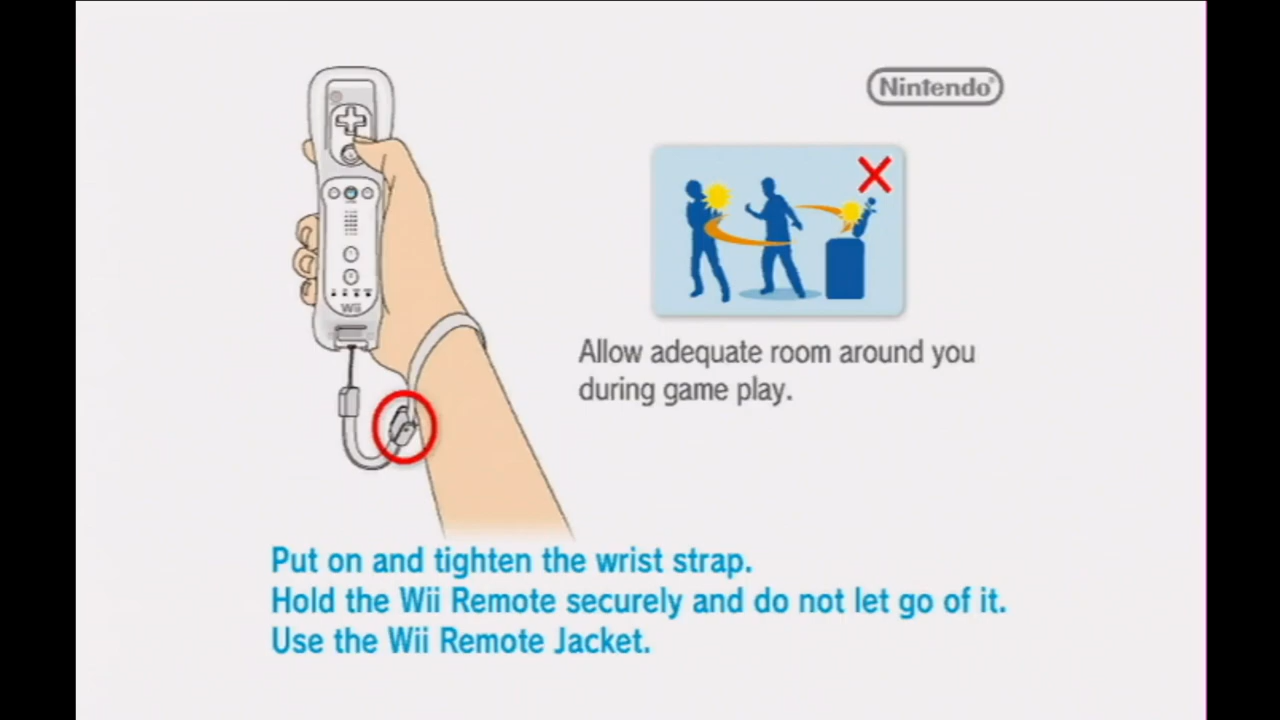 Nintendo®
Wii
Allow adequate room around you
during game play.
Put on and tighten the wrist strap.
Hold the Wii Remote securely and do not let go of it.
Use the Wii Remote Jacket.